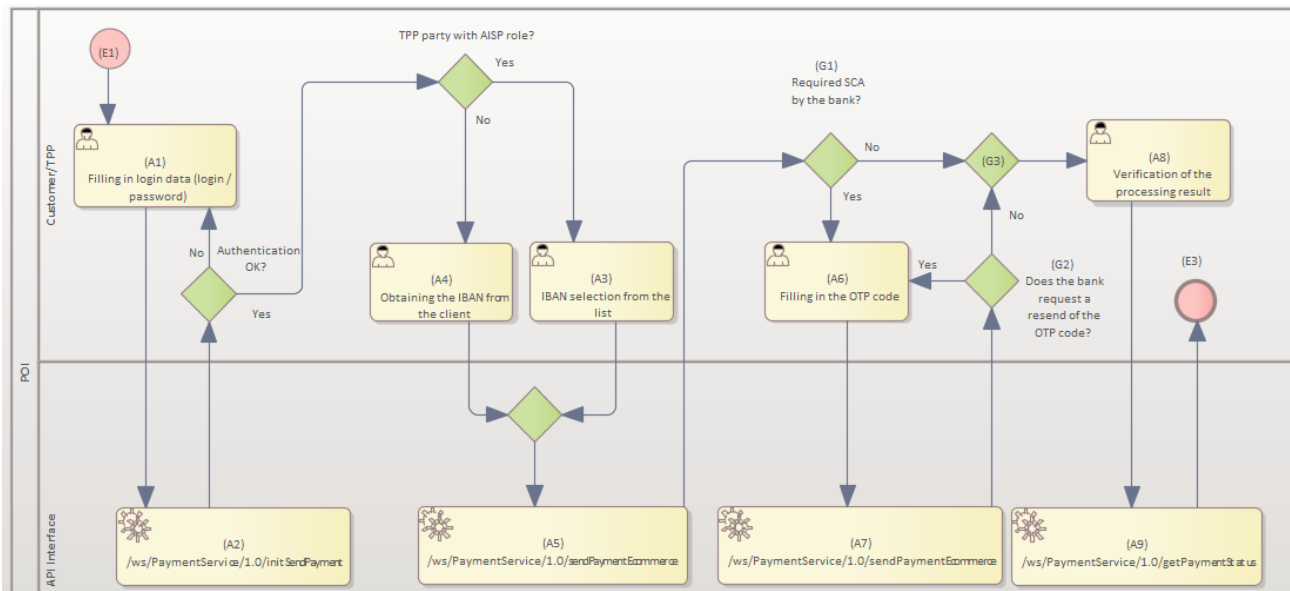 POI
Customer/TPP
API Interface
(E1)
(A1)
Filling in login data (login /
password)
No
Authentication
OK?
Yes
TPP party with AISP role?
Yes
No
(A4)
Obtaining the IBAN from
the client
(A3)
IBAN selection from the
list
(G1)
Required SCA
by the bank?
No
Yes
(G3)
(A6)
Filling in the OTP code
Yes
No
(G2)
Does the bank
request a
resend of the
OTP code?
(A8)
Verification of the
processing result
(E3)
(A2)
/ws/PaymentService/1.0/initSendPayment
(A5)
/ws/PaymentService/1.0/sendPaymentEcommerce
(A7)
/ws/PaymentService/1.0/sendPaymentEcommerce
(A9)
/ws/PaymentService/1.0/getPaymentStatus